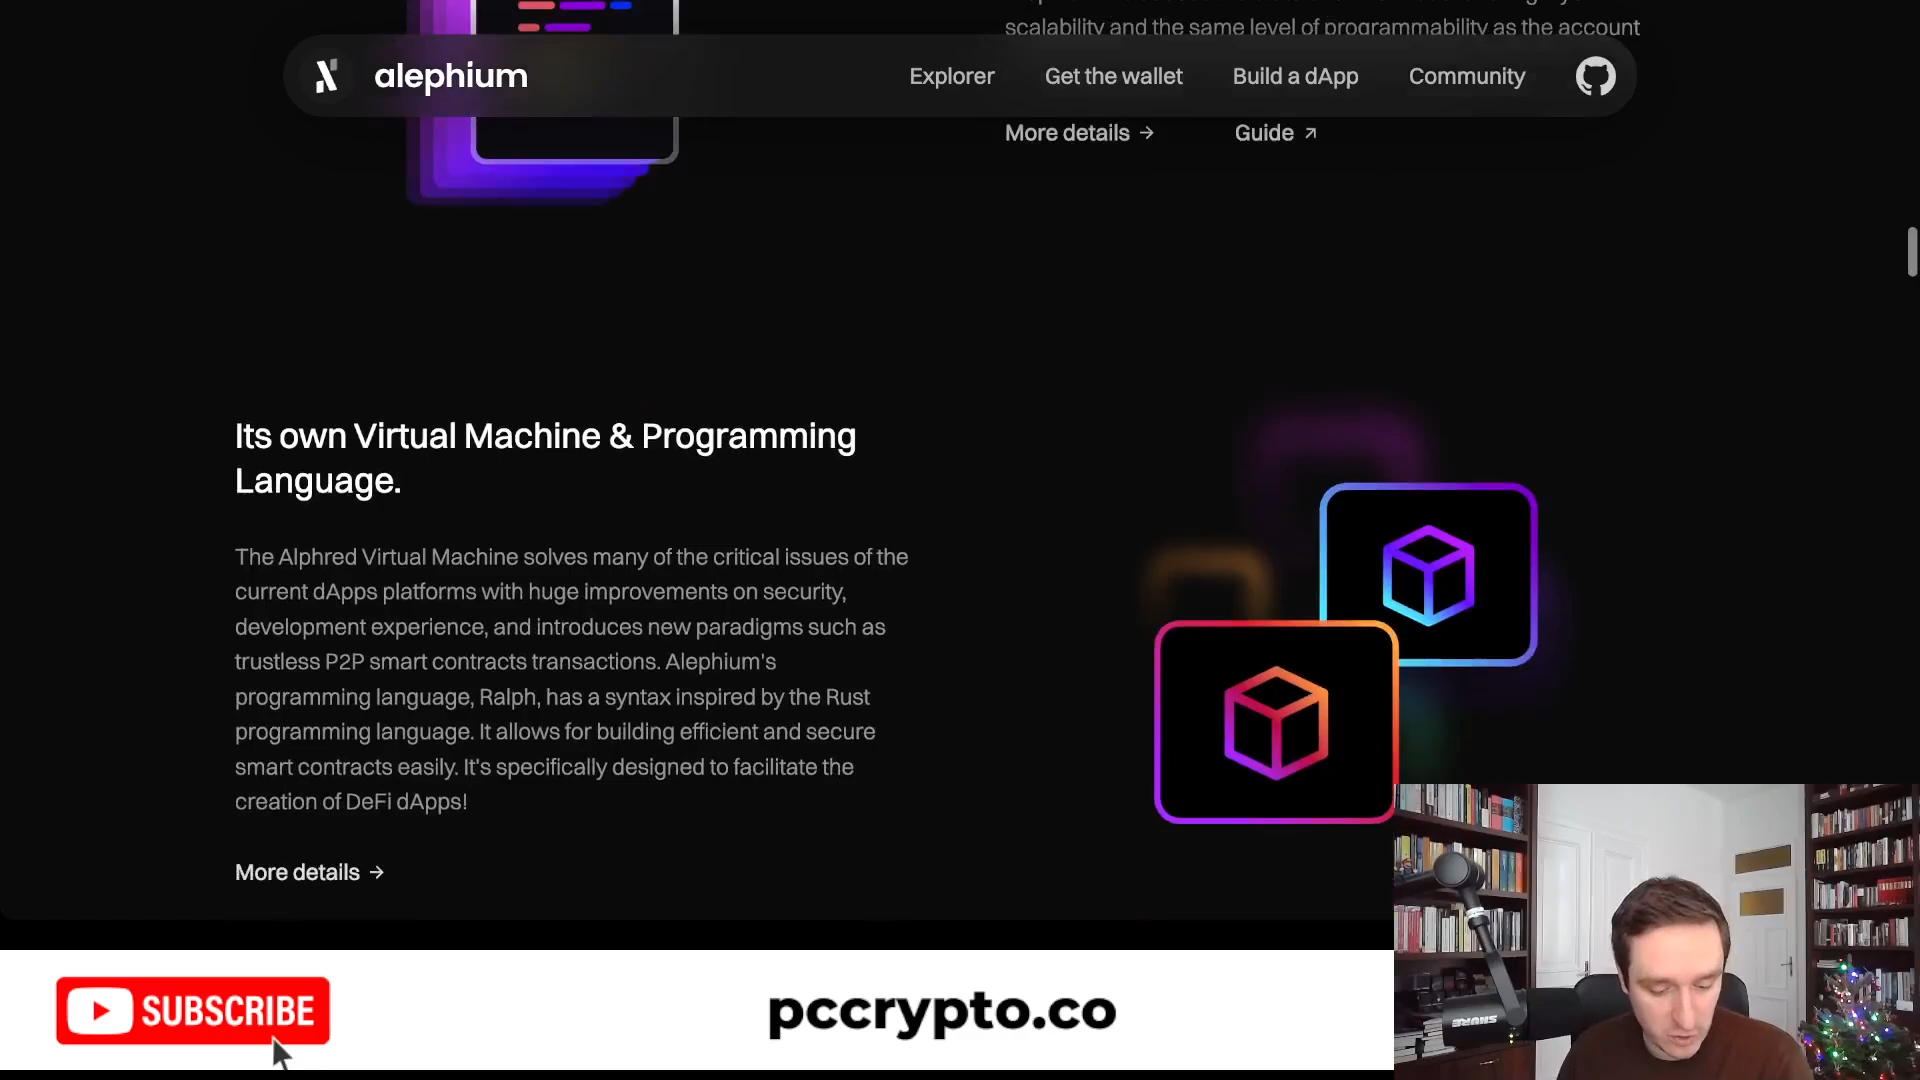 scalability and the same level of programmability as the account
alephium
Explorer
Get the wallet
Build a dApp
Community
More details →
Guide ↗
Its own Virtual Machine & Programming
Language.
The Alphred Virtual Machine solves many of the critical issues of the
current dApps platforms with huge improvements on security,
development experience, and introduces new paradigms such as
trustless P2P smart contracts transactions. Alephium's
programming language, Ralph, has a syntax inspired by the Rust
programming language. It allows for building efficient and secure
smart contracts easily. It's specifically designed to facilitate the
creation of DeFi dApps!
More details →
SUBSCRIBE
pccrypto.co
SHURE